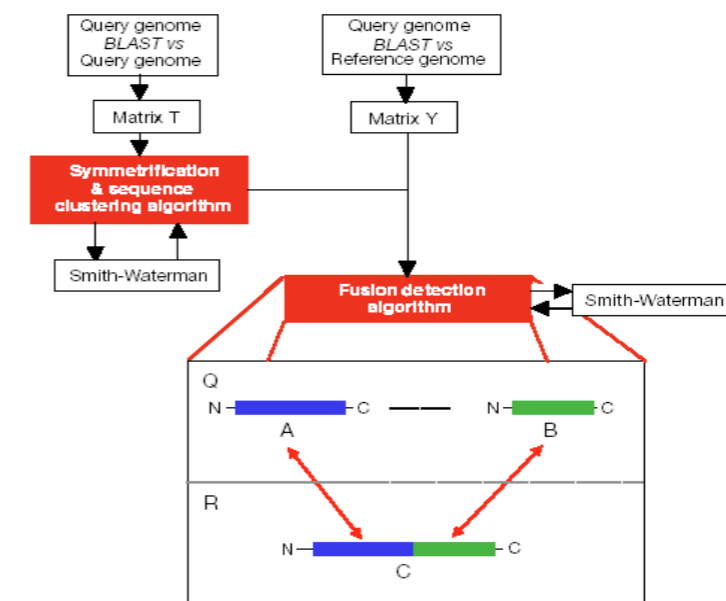 Query genome
BLAST vs
Query genome
Query genome
BLAST vs
Reference genome
Matrix T
Matrix Y
Symmetrification
& sequence
clustering algorithm
Smith-Waterman
Fusion detection
algorithm
Smith-Waterman
Q
N C N C
A B
R
N C
C